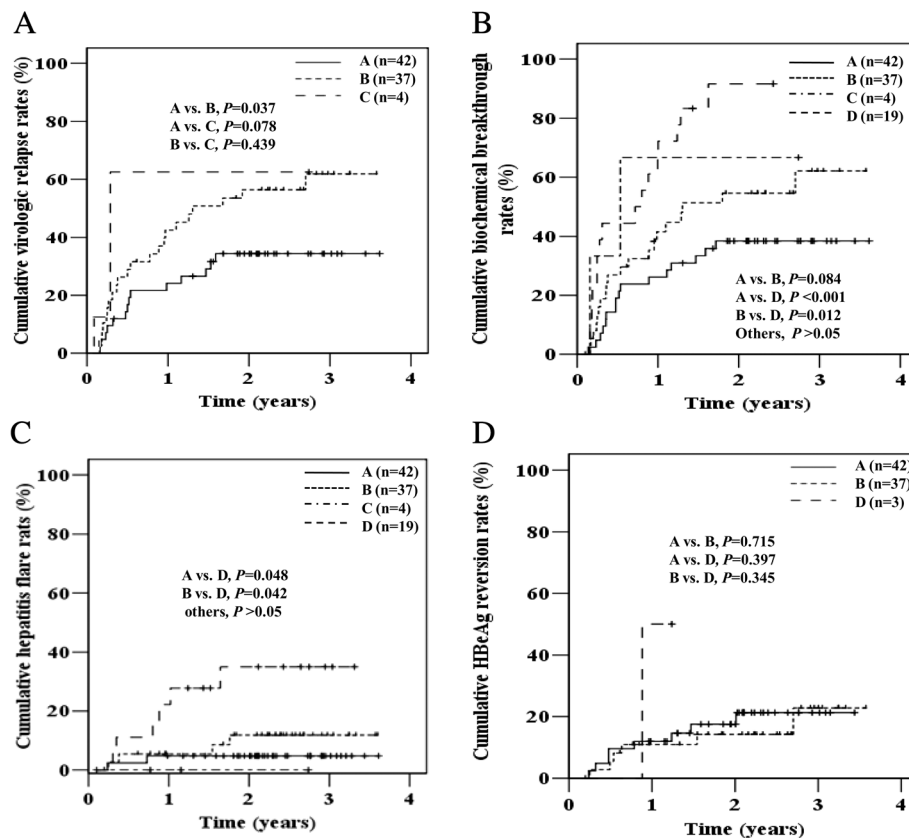 A
Cumulative virologic relapse rates (%)
100
80
60
40
20
0
A (n=42)
B (n=37)
C (n=4)
A vs. B, P=0.037
A vs. C, P=0.078
B vs. C, P=0.439
0 1 2 3 4
Time (years)
B
Cumulative biochemical breakthrough
rates (%)
100
80
60
40
20
0
A (n=42)
B (n=37)
C (n=4)
D (n=19)
A vs. B, P=0.084
A vs. D, P <0.001
B vs. D, P=0.012
Others, P >0.05
0 1 2 3 4
Time (years)
C
Cumulative hepatitis flare rats (%)
100
80
60
40
20
0
A (n=42)
B (n=37)
C (n=4)
D (n=19)
A vs. D, P=0.048
B vs. D, P=0.042
others, P >0.05
0 1 2 3 4
Time (years)
D
Cumulative HBeAg reversion rates (%)
100
80
60
40
20
0
A (n=42)
B (n=37)
D (n=3)
A vs. B, P=0.715
A vs. D, P=0.397
B vs. D, P=0.345
0 1 2 3 4
Time (years)